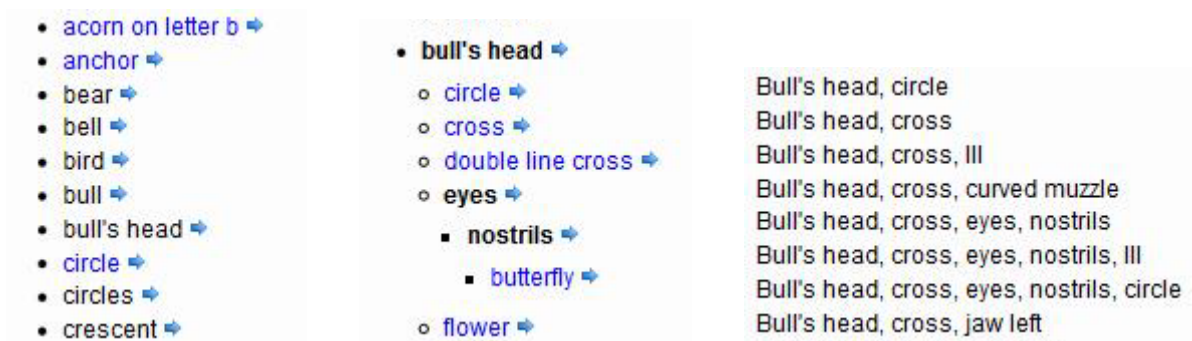 acorn on letter b
anchor
bear
bell
bird
bull
bull's head
circle
circles
crescent
bull's head
circle
cross
double line cross
eyes
nostrils
butterfly
flower
Bull's head, circle
Bull's head, cross
Bull's head, cross, III
Bull's head, cross, curved muzzle
Bull's head, cross, eyes, nostrils
Bull's head, cross, eyes, nostrils, III
Bull's head, cross, eyes, nostrils, circle
Bull's head, cross, jaw left